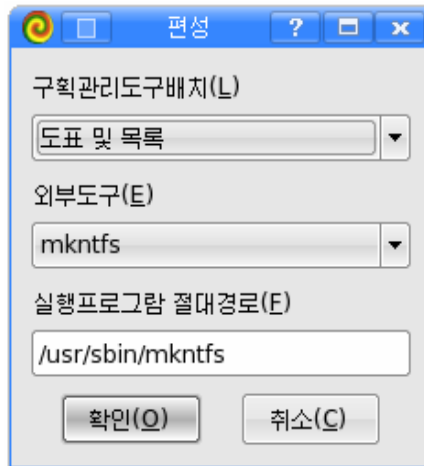 편성
구획관리도구배치(L)
도표 및 목록
외부도구(E)
mkntfs
실행프로그람 절대경로(F)
/usr/sbin/mkntfs
확인(O)
취소(C)